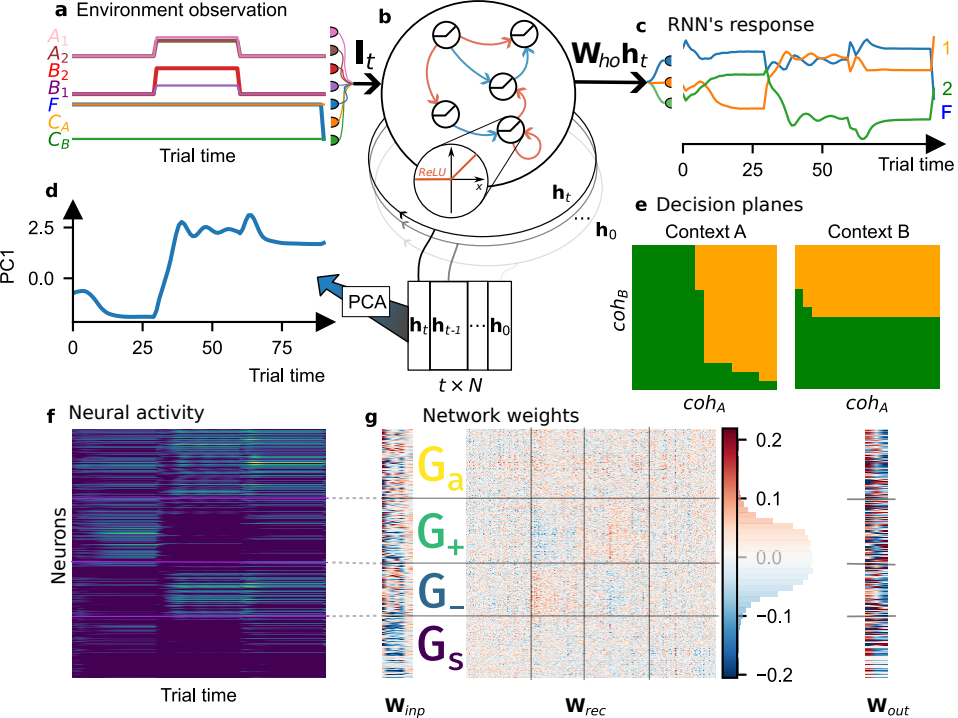 a Environment observation
A1
A2
B2
B1
F
CA
CB
Trial time
It
b
ReLU
x
ht
... h0
Who ht
c RNN's response
1
2
F
0 50
Trial time
d
PC1
2.5
0.0
0 25 50 75
Trial time
PCA
ht ht-1 ... h0
t × N
e Decision planes
Context A Context B
cohB
cohA cohA
f Neural activity
Neurons
Trial time
g Network weights
Ga
G+
G−
Gs
0.2
0.1
0.0
−0.1
−0.2
Winp Wrec Wout